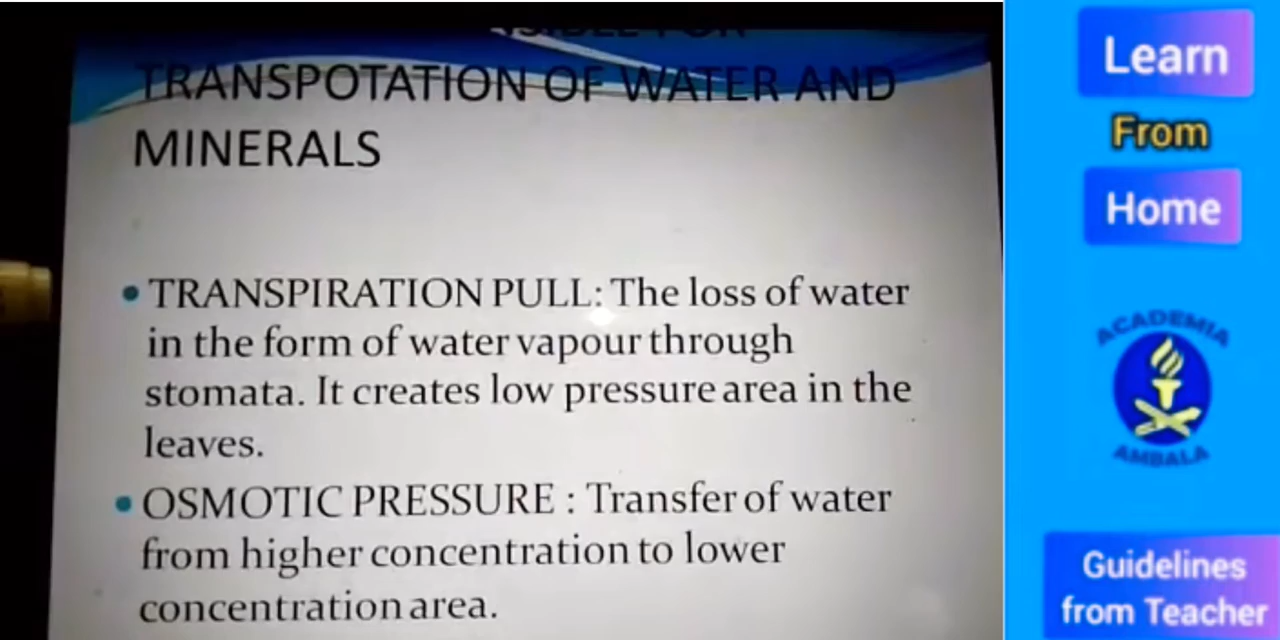 TRANSPOTATION OF WATER AND
MINERALS
• TRANSPIRATION PULL: The loss of water
in the form of water vapour through
stomata. It creates low pressure area in the
leaves.
• OSMOTIC PRESSURE : Transfer of water
from higher concentration to lower
concentration area.
Learn
From
Home
ACADEMIA
AMBALA
Guidelines
from Teacher